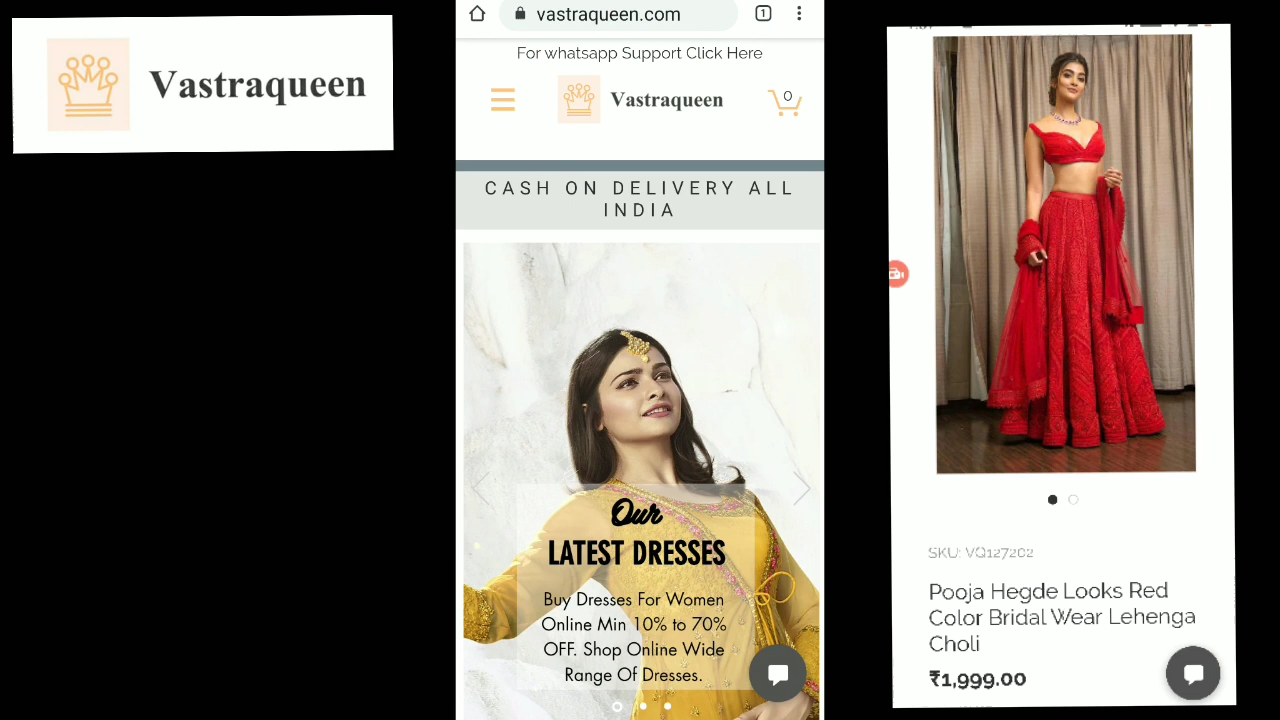 Vastraqueen
vastraqueen.com
1
For whatsapp Support Click Here
Vastraqueen
0
CASH ON DELIVERY ALL
INDIA
Our
LATEST DRESSES
Buy Dresses For Women
Online Min 10% to 70%
OFF. Shop Online Wide
Range Of Dresses.
SKU: VQ127202
Pooja Hegde Looks Red
Color Bridal Wear Lehenga
Choli
₹1,999.00